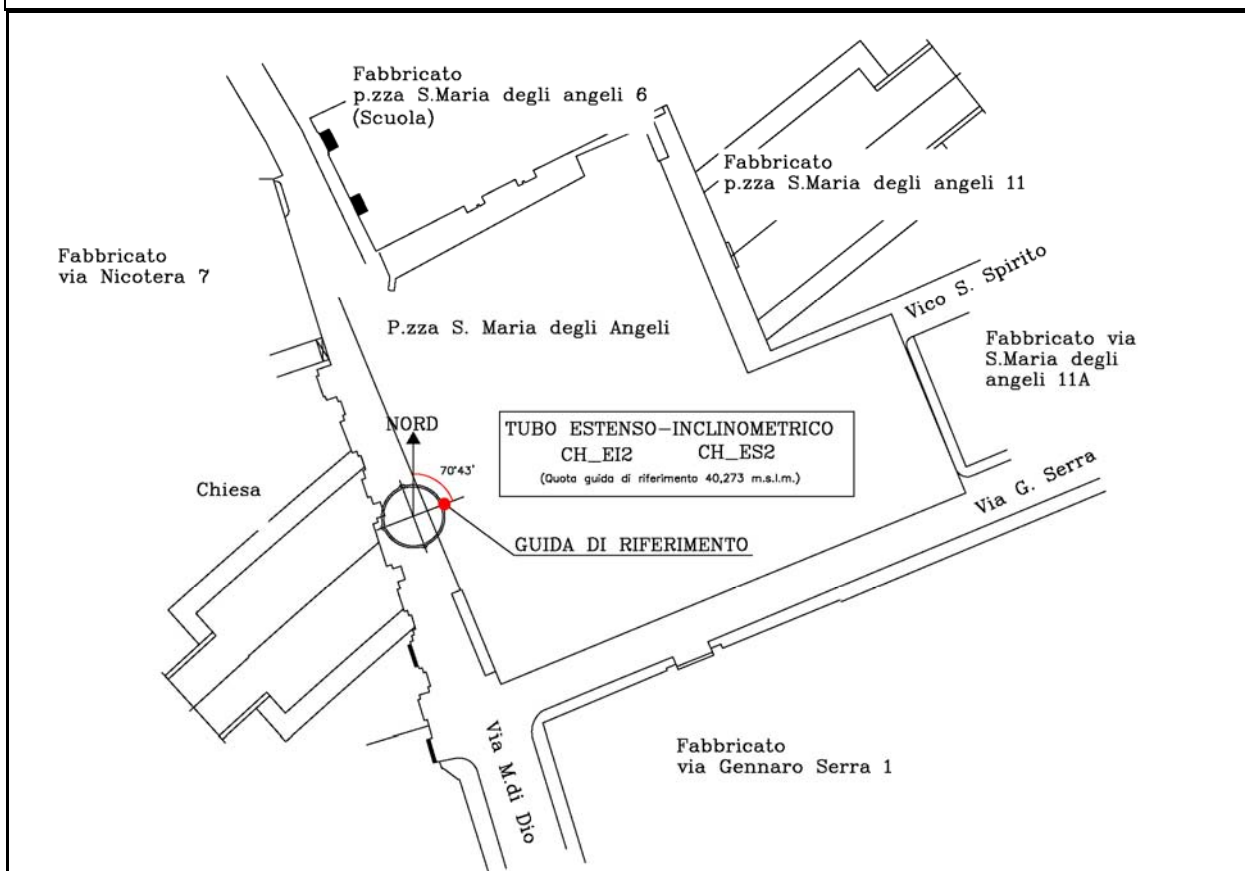 Fabbricato
p.zza S.Maria degli angeli 6
(Scuola)
Fabbricato
p.zza S.Maria degli angeli 11
Fabbricato
via Nicotera 7
Vico S. Spirito
P.zza S. Maria degli Angeli
Fabbricato via
S.Maria degli
angeli 11A
NORD
70°43'
TUBO ESTENSO-INCLINOMETRICO
CH_EI2 CH_ES2
(Quota guida di riferimento 40,273 m.s.l.m.)
Chiesa
Via G. Serra
GUIDA DI RIFERIMENTO
Via M.di Dio
Fabbricato
via Gennaro Serra 1